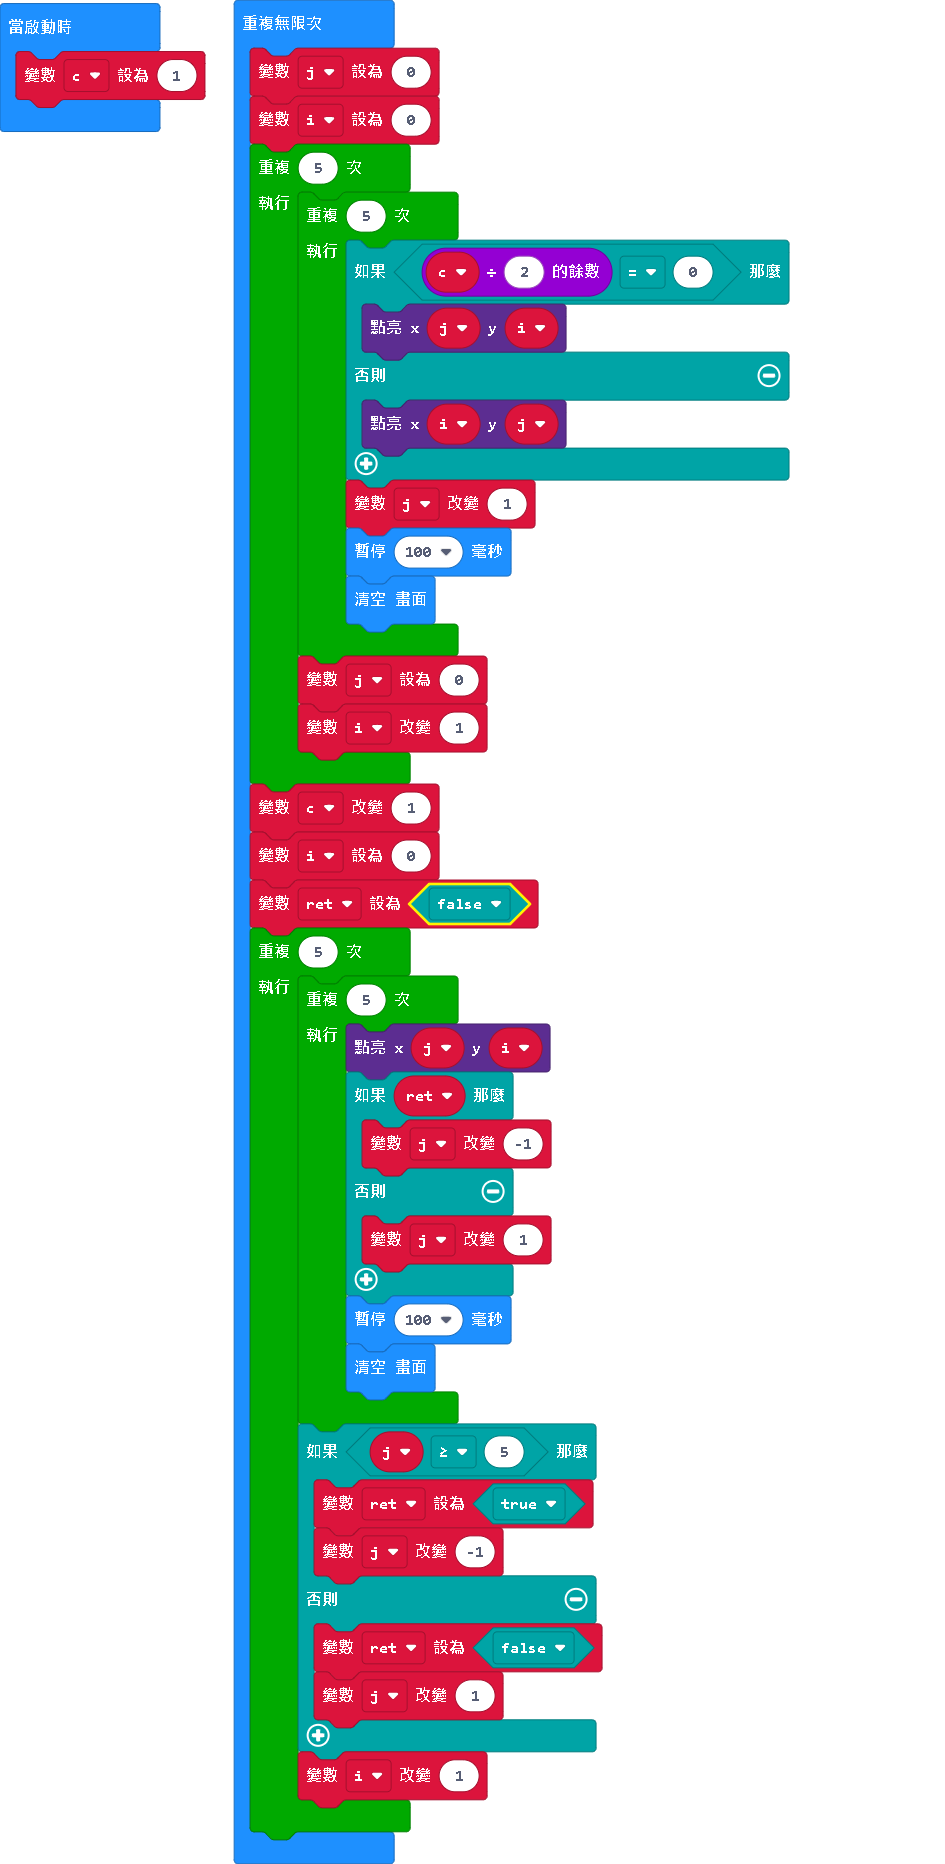 當啟動時
變數 c 設為 1
重複無限次
變數 j 設為 0
變數 i 設為 0
重複 5 次
執行
重複 5 次
執行
如果 c ÷ 2 的餘數 = 0 那麼
點亮 x j y i
否則
點亮 x i y j
變數 j 改變 1
暫停 100 毫秒
清空 畫面
變數 j 設為 0
變數 i 改變 1
變數 c 改變 1
變數 i 設為 0
變數 ret 設為 false
重複 5 次
執行
重複 5 次
執行
點亮 x j y i
如果 ret 那麼
變數 j 改變 -1
否則
變數 j 改變 1
暫停 100 毫秒
清空 畫面
如果 j ≥ 5 那麼
變數 ret 設為 true
變數 j 改變 -1
否則
變數 ret 設為 false
變數 j 改變 1
變數 i 改變 1